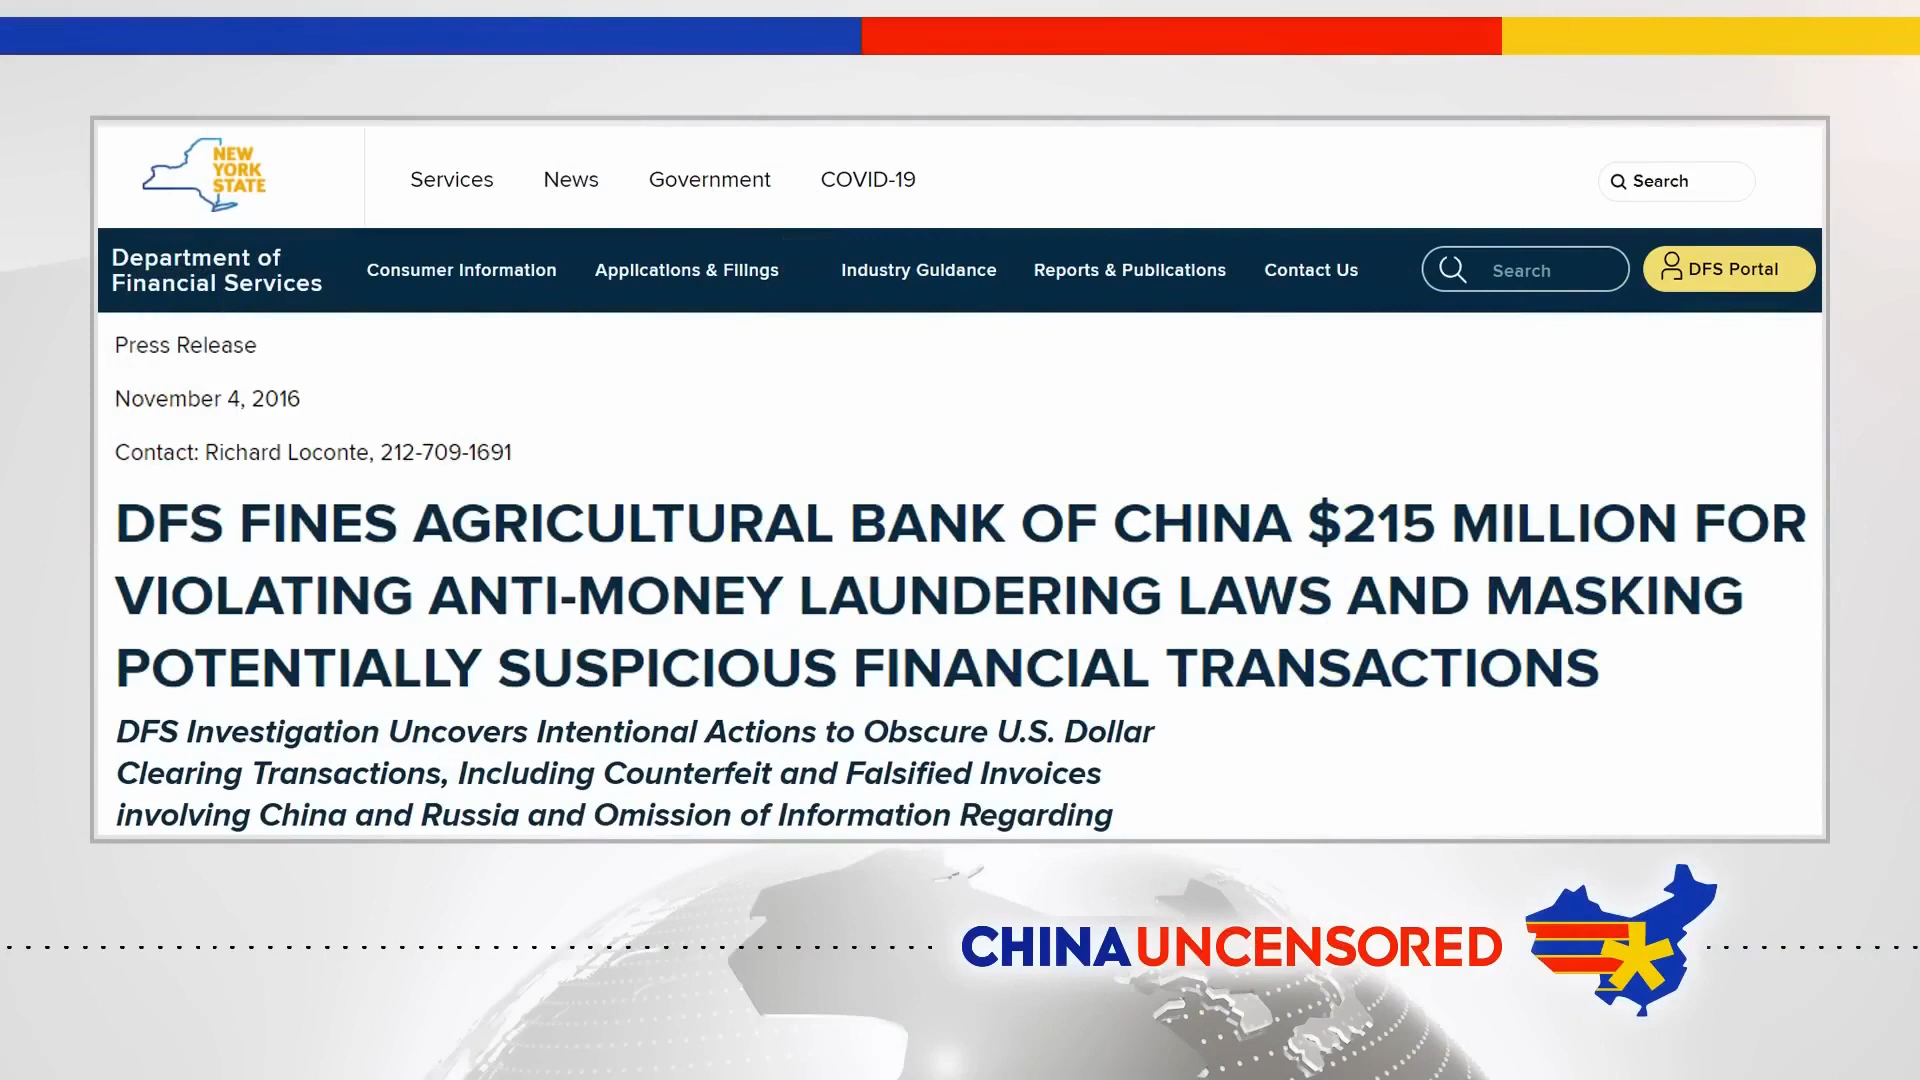 NEW
YORK
STATE
Services News Government COVID-19
Search
Department of
Financial Services
Consumer Information Applications & Filings Industry Guidance Reports & Publications Contact Us
Search
DFS Portal
Press Release
November 4, 2016
Contact: Richard Loconte, 212-709-1691
DFS FINES AGRICULTURAL BANK OF CHINA $215 MILLION FOR
VIOLATING ANTI-MONEY LAUNDERING LAWS AND MASKING
POTENTIALLY SUSPICIOUS FINANCIAL TRANSACTIONS
DFS Investigation Uncovers Intentional Actions to Obscure U.S. Dollar
Clearing Transactions, Including Counterfeit and Falsified Invoices
involving China and Russia and Omission of Information Regarding
CHINAUNCENSORED